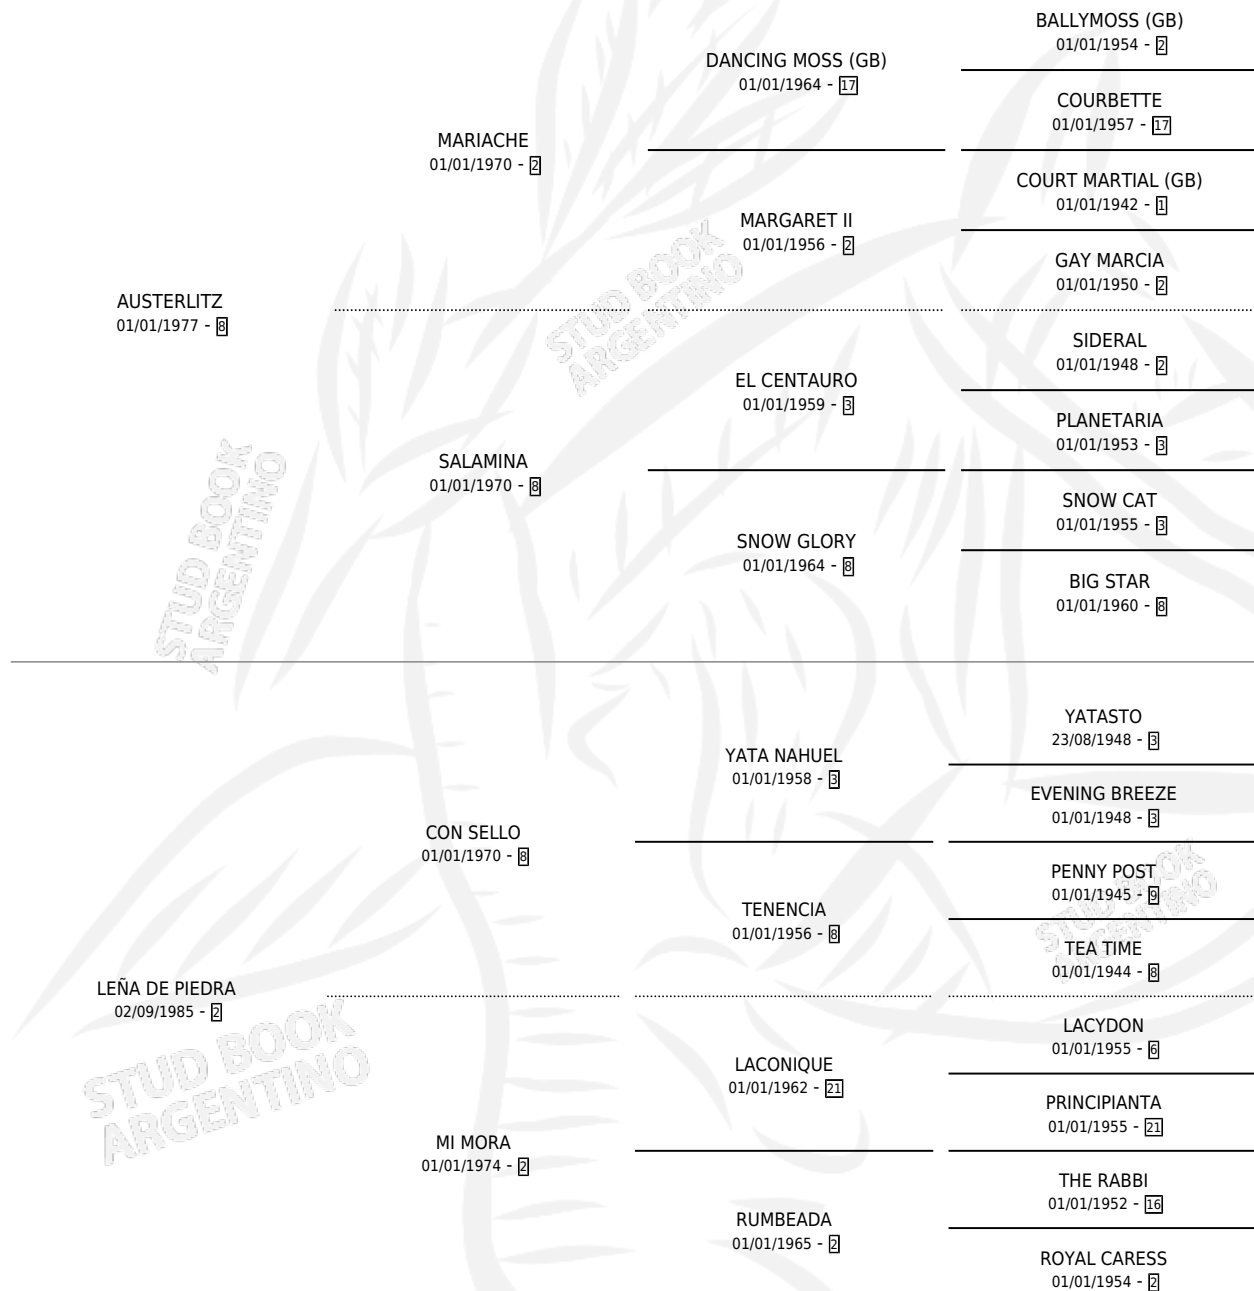 BALLYMOSS (GB)
01/01/1954 - 2
DANCING MOSS (GB)
01/01/1964 - 17
COURBETTE
01/01/1957 - 17
MARIACHE
01/01/1970 - 2
COURT MARTIAL (GB)
01/01/1942 - 1
MARGARET II
01/01/1956 - 2
GAY MARCIA
01/01/1950 - 2
STUD BOOK
ARGENTINO
AUSTERLITZ
01/01/1977 - 8
SIDERAL
01/01/1948 - 2
EL CENTAURO
01/01/1959 - 3
PLANETARIA
01/01/1953 - 3
SALAMINA
01/01/1970 - 8
SNOW CAT
01/01/1955 - 3
SNOW GLORY
01/01/1964 - 8
BIG STAR
01/01/1960 - 8
STUD BOOK
ARGENTINO
YATASTO
23/08/1948 - 3
YATA NAHUEL
01/01/1958 - 3
EVENING BREEZE
01/01/1948 - 3
CON SELLO
01/01/1970 - 8
PENNY POST
01/01/1945 - 9
TENENCIA
01/01/1956 - 8
TEA TIME
01/01/1944 - 8
STUD BOOK
ARGENTINO
LEÑA DE PIEDRA
02/09/1985 - 2
LACYDON
01/01/1955 - 6
LACONIQUE
01/01/1962 - 21
PRINCIPIANTA
01/01/1955 - 21
STUD BOOK
ARGENTINO
MI MORA
01/01/1974 - 2
THE RABBI
01/01/1952 - 16
RUMBEADA
01/01/1965 - 2
ROYAL CARESS
01/01/1954 - 2